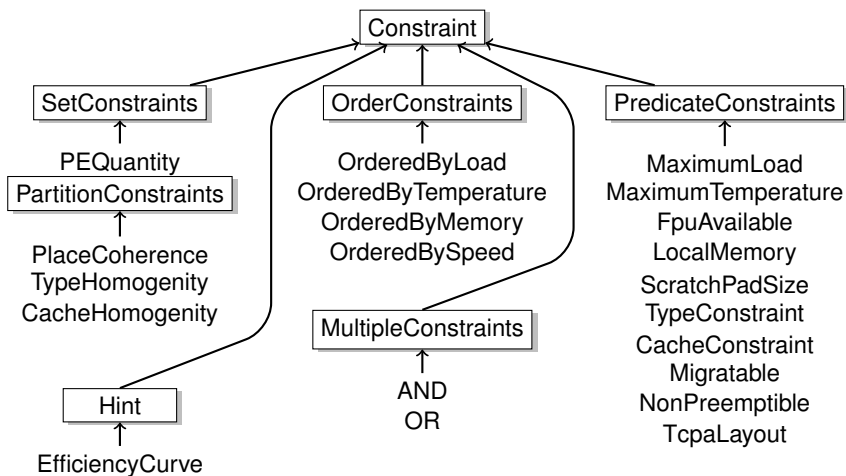 Constraint
SetConstraints
PEQuantity
PartitionConstraints
PlaceCoherence
TypeHomogenity
CacheHomogenity
Hint
EfficiencyCurve
OrderConstraints
OrderedByLoad
OrderedByTemperature
OrderedByMemory
OrderedBySpeed
MultipleConstraints
AND
OR
PredicateConstraints
MaximumLoad
MaximumTemperature
FpuAvailable
LocalMemory
ScratchPadSize
TypeConstraint
CacheConstraint
Migratable
NonPreemptible
TcpaLayout